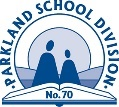 ·PARKLAND SCHOOL DIVISION·
No. 70